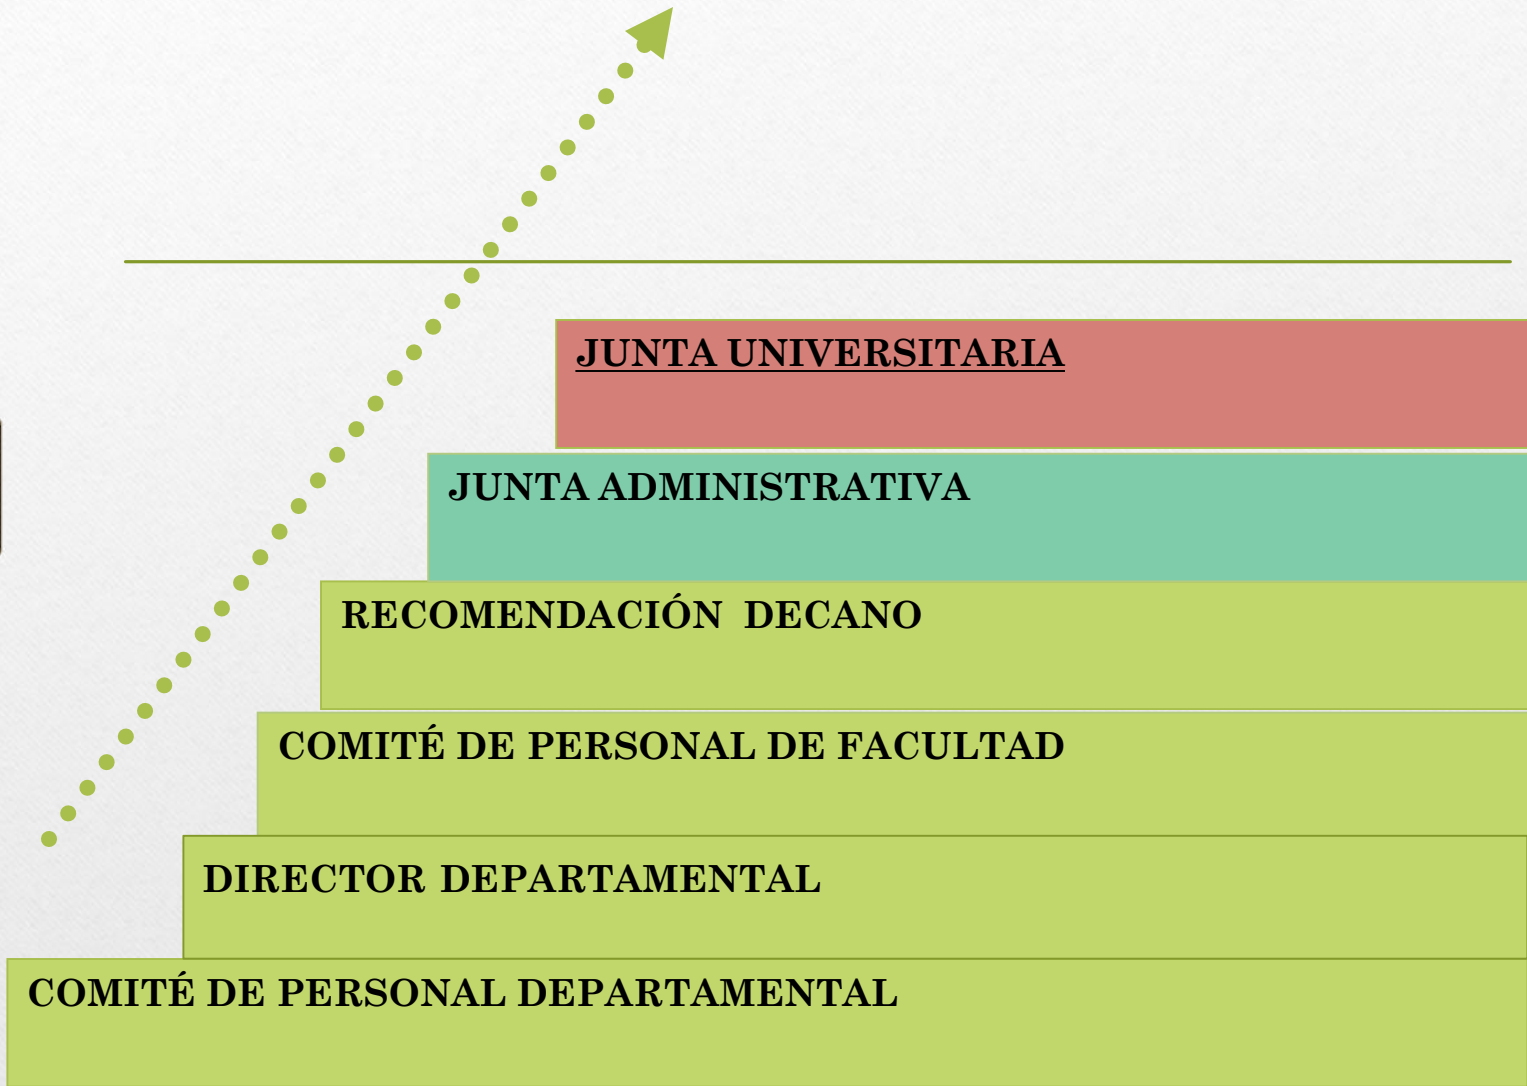 JUNTA UNIVERSITARIA
JUNTA ADMINISTRATIVA
RECOMENDACIÓN  DECANO
COMITÉ DE PERSONAL DE FACULTAD
DIRECTOR DEPARTAMENTAL
COMITÉ DE PERSONAL DEPARTAMENTAL